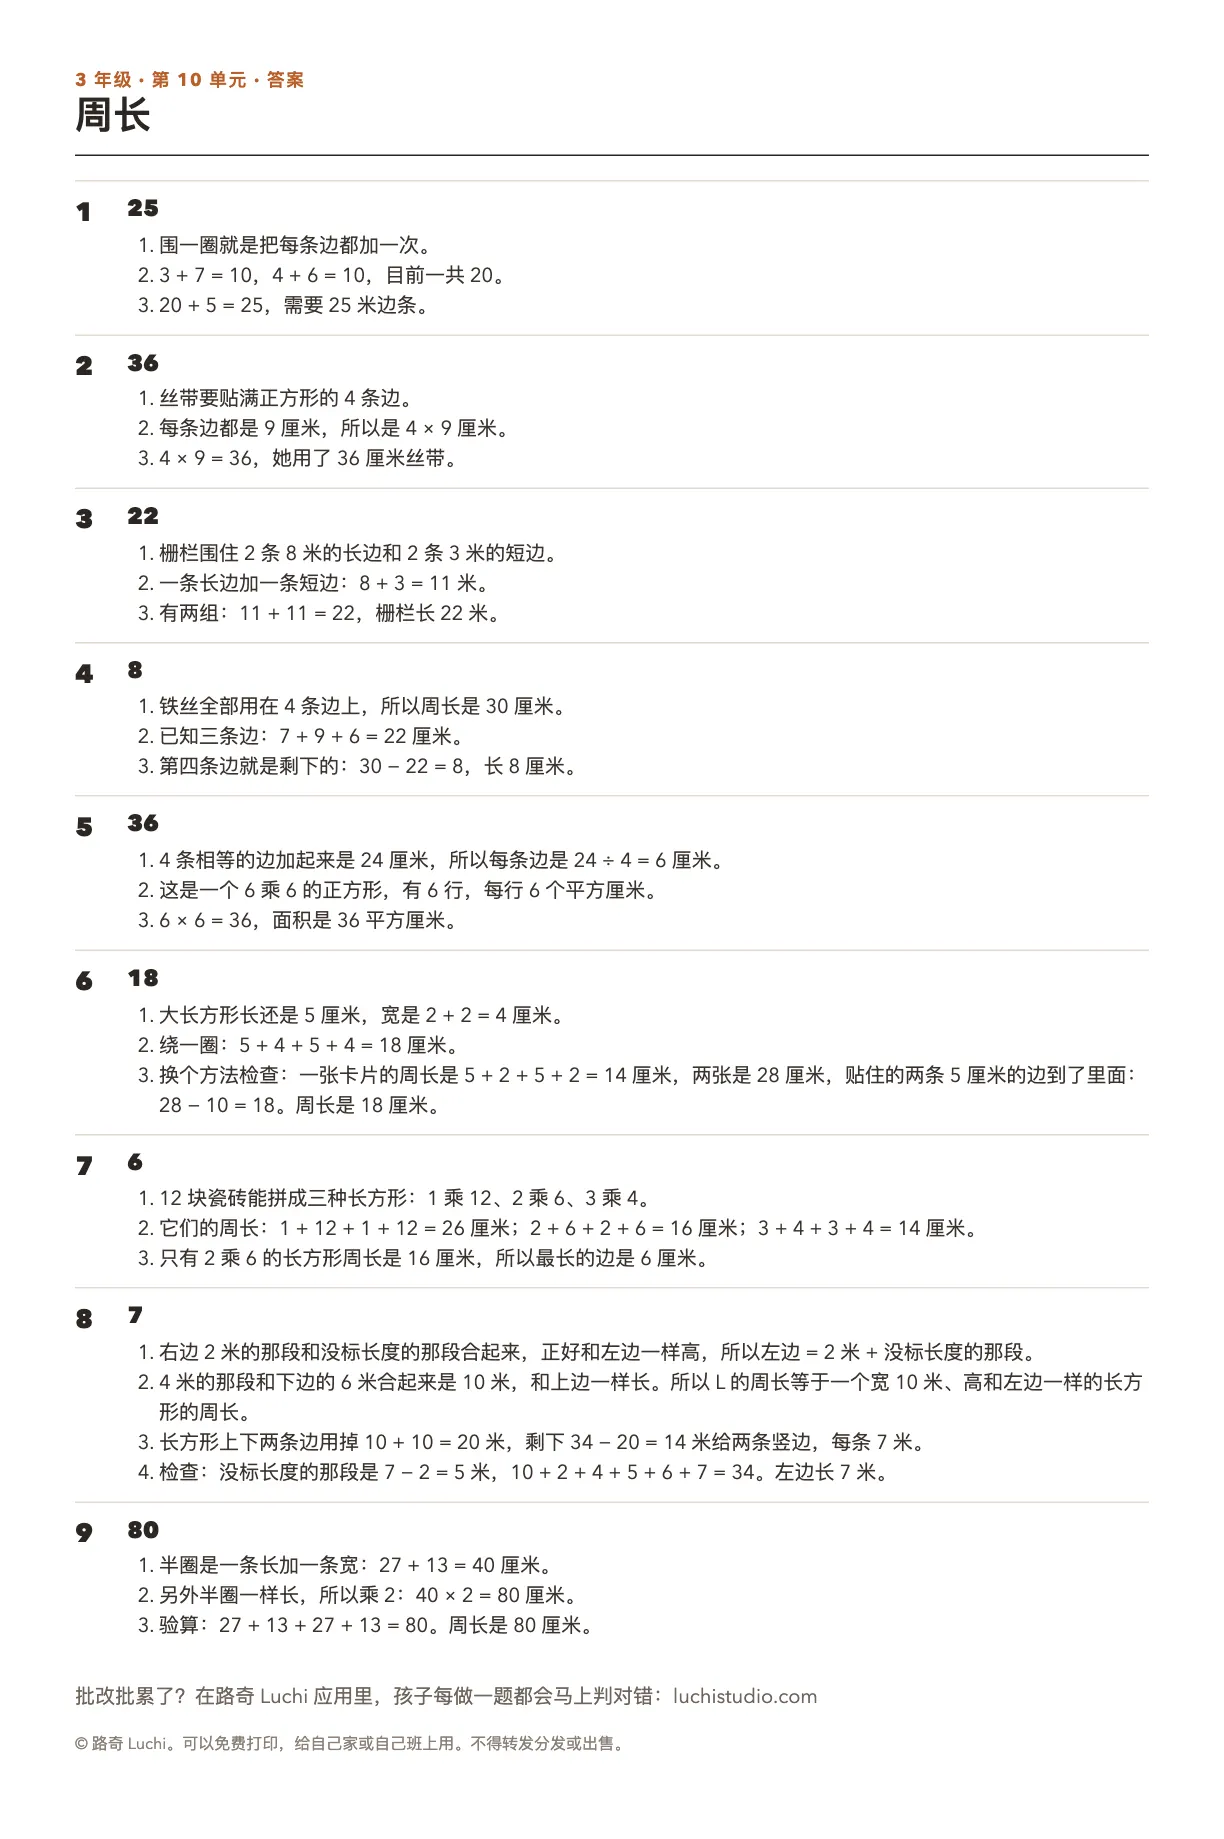 3 年级 · 第 10 单元 · 答案
周长
1 25
1. 围一圈就是把每条边都加一次。
2. 3 + 7 = 10，4 + 6 = 10，目前一共 20。
3. 20 + 5 = 25，需要 25 米边条。
2 36
1. 丝带要贴满正方形的 4 条边。
2. 每条边都是 9 厘米，所以是 4 × 9 厘米。
3. 4 × 9 = 36，她用了 36 厘米丝带。
3 22
1. 栅栏围住 2 条 8 米的长边和 2 条 3 米的短边。
2. 一条长边加一条短边：8 + 3 = 11 米。
3. 有两组：11 + 11 = 22，栅栏长 22 米。
4 8
1. 铁丝全部用在 4 条边上，所以周长是 30 厘米。
2. 已知三条边：7 + 9 + 6 = 22 厘米。
3. 第四条边就是剩下的：30 − 22 = 8，长 8 厘米。
5 36
1. 4 条相等的边加起来是 24 厘米，所以每条边是 24 ÷ 4 = 6 厘米。
2. 这是一个 6 乘 6 的正方形，有 6 行，每行 6 个平方厘米。
3. 6 × 6 = 36，面积是 36 平方厘米。
6 18
1. 大长方形长还是 5 厘米，宽是 2 + 2 = 4 厘米。
2. 绕一圈：5 + 4 + 5 + 4 = 18 厘米。
3. 换个方法检查：一张卡片的周长是 5 + 2 + 5 + 2 = 14 厘米，两张是 28 厘米，贴住的两条 5 厘米的边到了里面：
28 − 10 = 18。周长是 18 厘米。
7 6
1. 12 块瓷砖能拼成三种长方形：1 乘 12、2 乘 6、3 乘 4。
2. 它们的周长：1 + 12 + 1 + 12 = 26 厘米；2 + 6 + 2 + 6 = 16 厘米；3 + 4 + 3 + 4 = 14 厘米。
3. 只有 2 乘 6 的长方形周长是 16 厘米，所以最长的边是 6 厘米。
8 7
1. 右边 2 米的那段和没标长度的那段合起来，正好和左边一样高，所以左边 = 2 米 + 没标长度的那段。
2. 4 米的那段和下边的 6 米合起来是 10 米，和上边一样长。所以 L 的周长等于一个宽 10 米、高和左边一样的长方
形的周长。
3. 长方形上下两条边用掉 10 + 10 = 20 米，剩下 34 − 20 = 14 米给两条竖边，每条 7 米。
4. 检查：没标长度的那段是 7 − 2 = 5 米，10 + 2 + 4 + 5 + 6 + 7 = 34。左边长 7 米。
9 80
1. 半圈是一条长加一条宽：27 + 13 = 40 厘米。
2. 另外半圈一样长，所以乘 2：40 × 2 = 80 厘米。
3. 验算：27 + 13 + 27 + 13 = 80。周长是 80 厘米。
批改批累了？在路奇 Luchi 应用里，孩子每做一题都会马上判对错：luchistudio.com
© 路奇 Luchi。可以免费打印，给自己家或自己班上用。不得转发分发或出售。